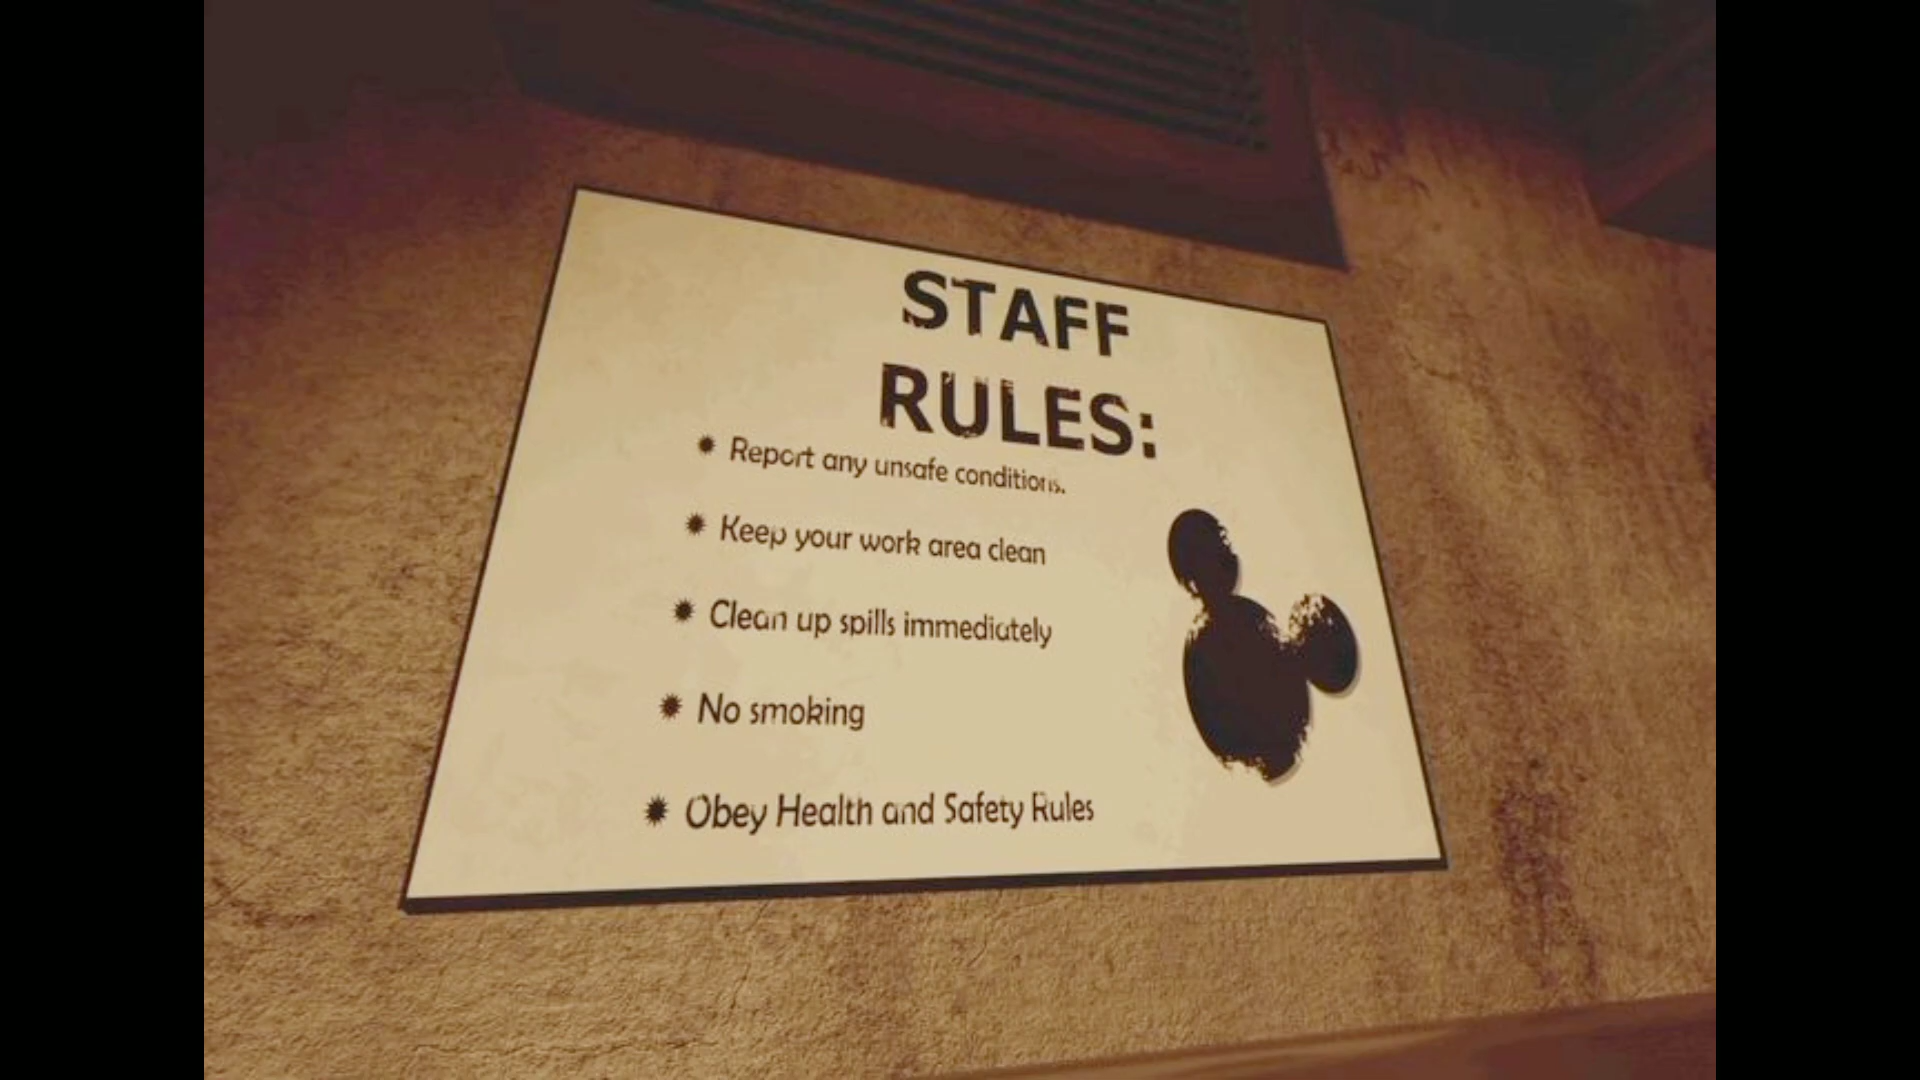 STAFF
RULES:
Report any unsafe conditions.
Keep your work area clean
Clean up spills immediately
No smoking
Obey Health and Safety Rules